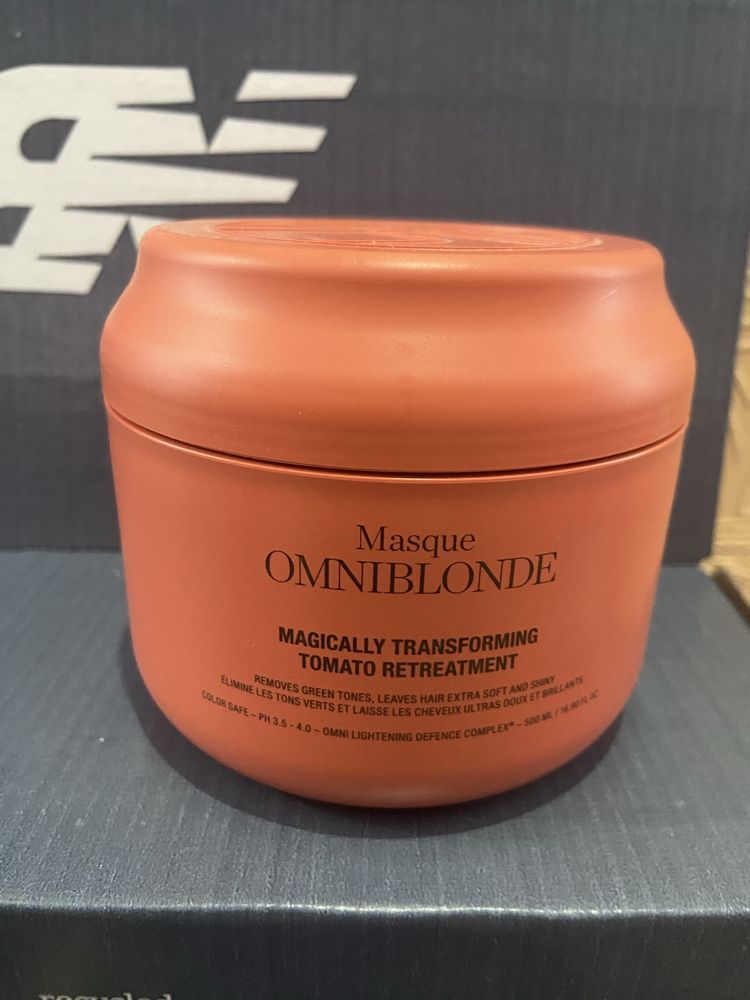 Masque
OMNIBLONDE
MAGICALLY TRANSFORMING
TOMATO RETREATMENT
REMOVES GREEN TONES, LEAVES HAIR EXTRA SOFT AND SHINY
ÉLIMINE LES TONS VERTS ET LAISSE LES CHEVEUX ULTRAS DOUX ET BRILLANTS
COLOR SAFE – PH 3.5 - 4.0 – OMNI LIGHTENING DEFENCE COMPLEX® – 500 ML / 16.90 FL OZ
recycled